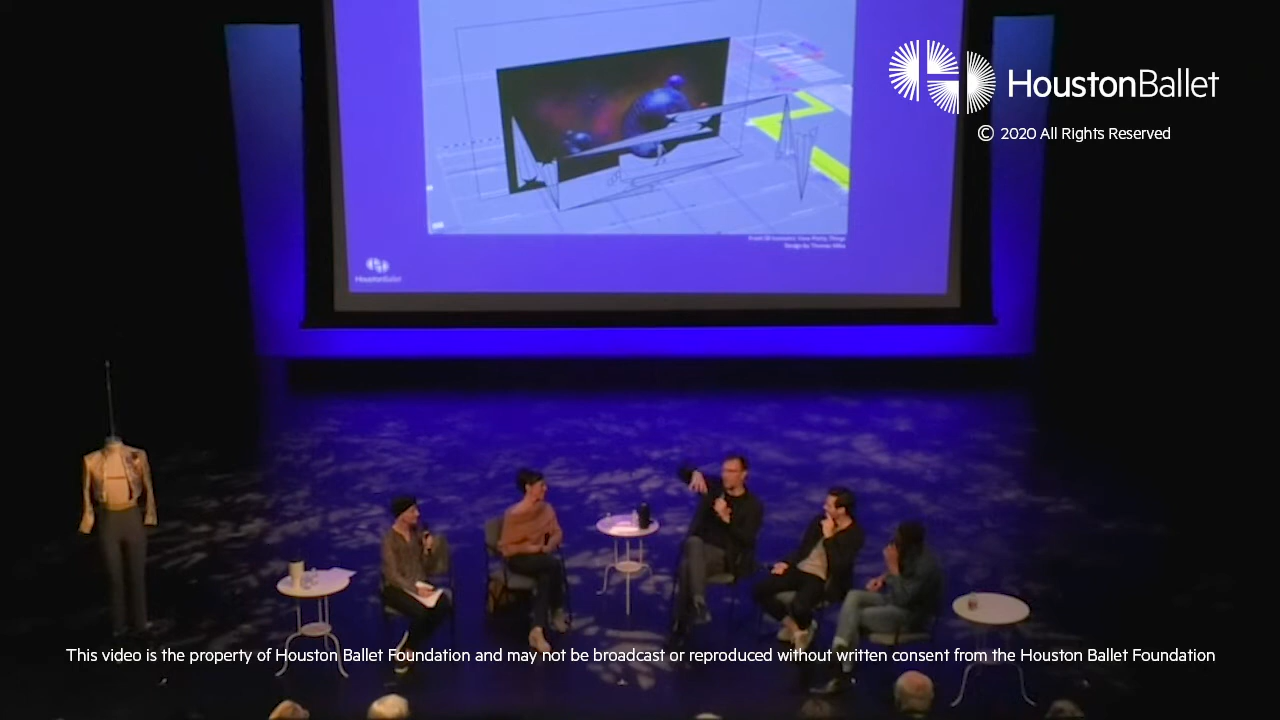 HoustonBallet
© 2020 All Rights Reserved
HoustonBallet
This video is the property of Houston Ballet Foundation and may not be broadcast or reproduced without written consent from the Houston Ballet Foundation